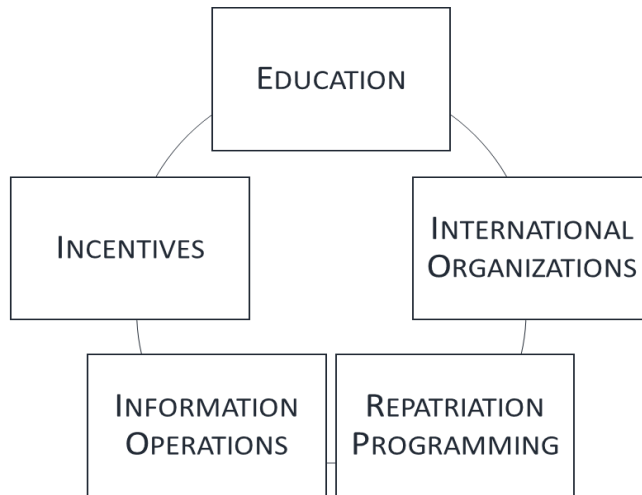 EDUCATION
INCENTIVES
INTERNATIONAL
ORGANIZATIONS
INFORMATION
OPERATIONS
REPATRIATION
PROGRAMMING